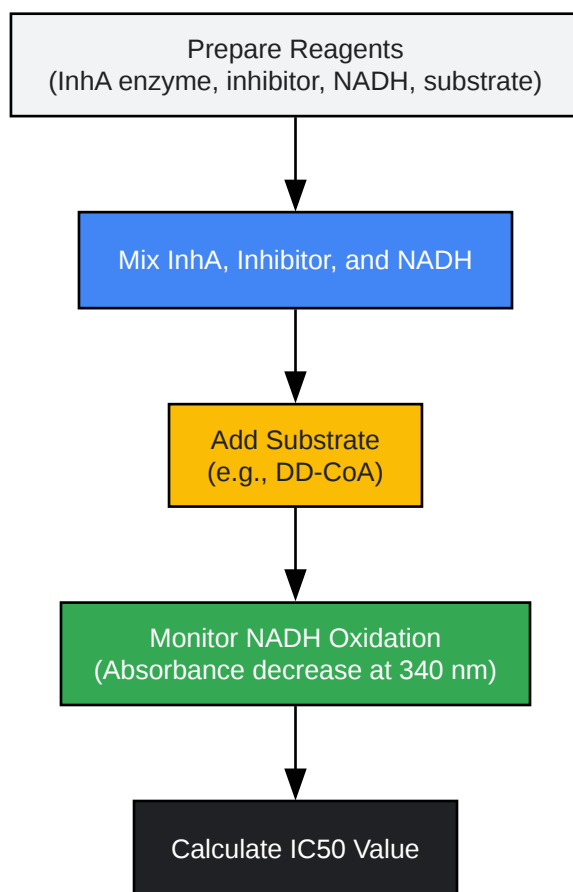 Prepare Reagents
(InhA enzyme, inhibitor, NADH, substrate)
Mix InhA, Inhibitor, and NADH
Add Substrate
(e.g., DD-CoA)
Monitor NADH Oxidation
(Absorbance decrease at 340 nm)
Calculate IC50 Value